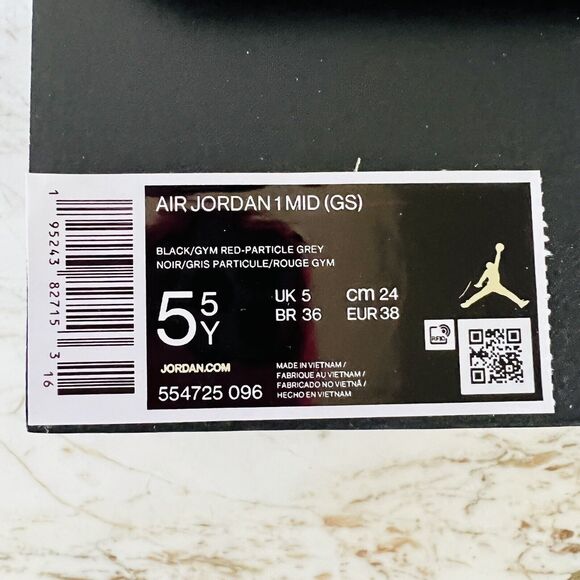 AIR JORDAN 1 MID (GS)
BLACK/GYM RED-PARTICLE GREY
NOIR/GRIS PARTICULE/ROUGE GYM
5 5Y
UK 5 CM 24
BR 36 EUR 38
JORDAN.COM
554725 096
MADE IN VIETNAM /
FABRIQUE AU VIETNAM /
FABRICADO NO VIETNÃ /
HECHO EN VIETNAM
RFID
1 95243 82715 3 16